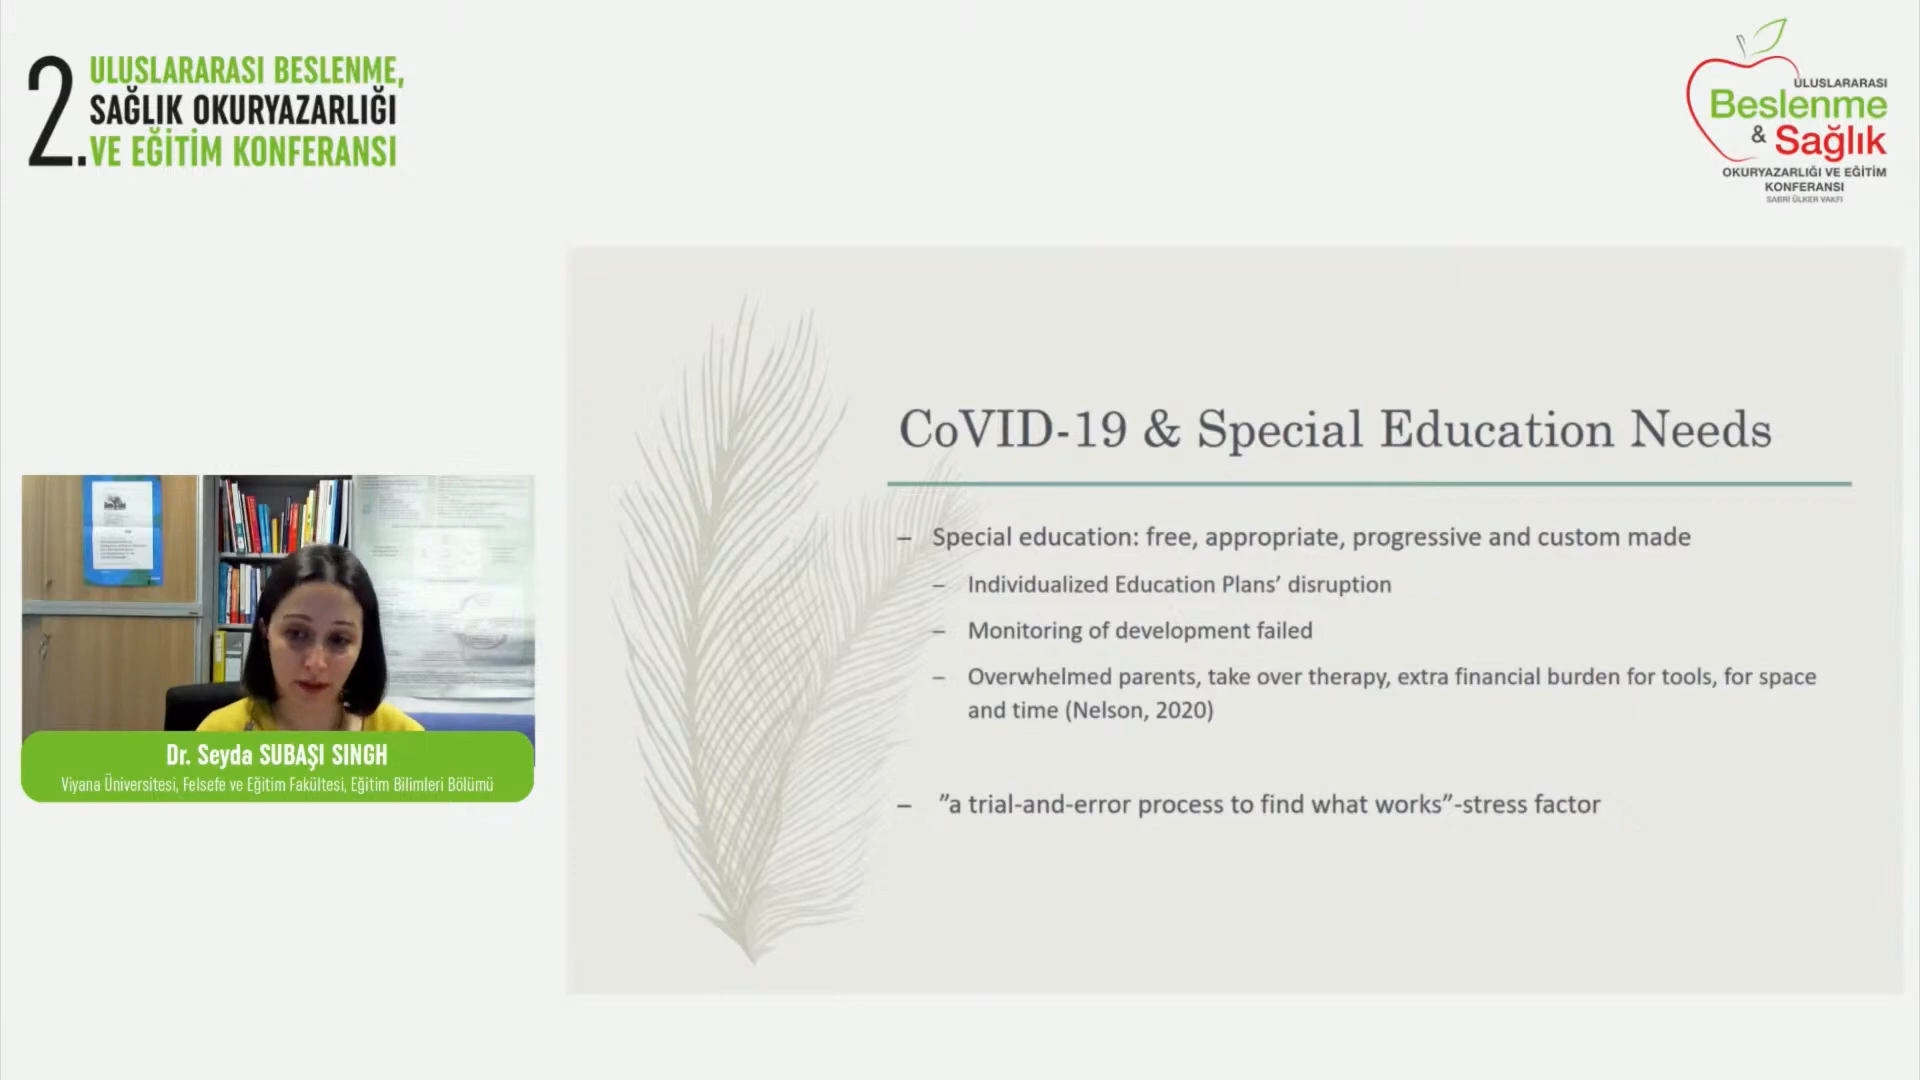 2. ULUSLARARASI BESLENME,
SAĞLIK OKURYAZARLIĞI
VE EĞİTİM KONFERANSI
ULUSLARARASI
Beslenme
& Sağlık
OKURYAZARLIĞI VE EĞİTİM
KONFERANSI
SABRİ ÜLKER VAKFI
CoVID-19 & Special Education Needs
– Special education: free, appropriate, progressive and custom made
– Individualized Education Plans’ disruption
– Monitoring of development failed
– Overwhelmed parents, take over therapy, extra financial burden for tools, for space
and time (Nelson, 2020)
– ”a trial-and-error process to find what works”-stress factor
Dr. Seyda SUBAŞI SINGH
Viyana Üniversitesi, Felsefe ve Eğitim Fakültesi, Eğitim Bilimleri Bölümü